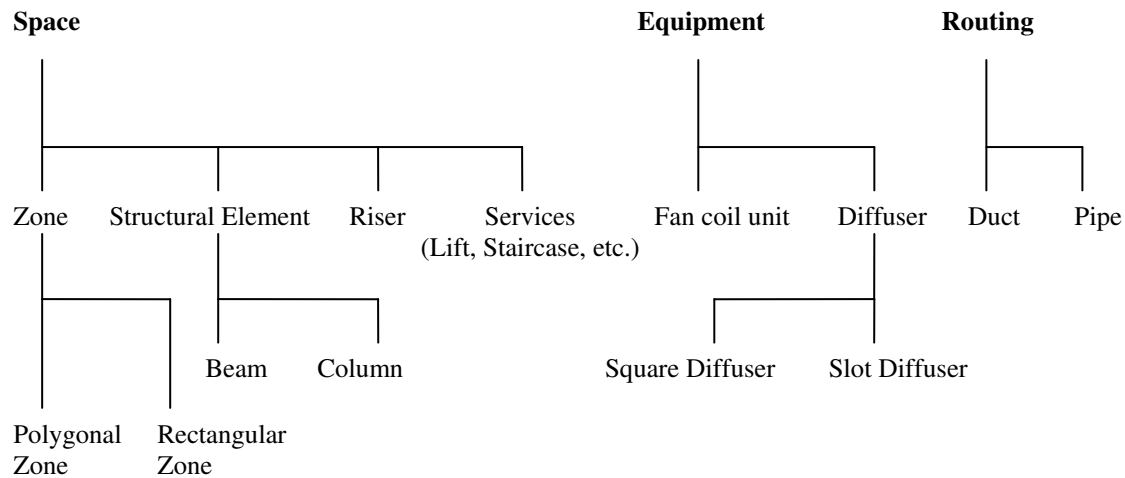 Space Equipment Routing
Zone Structural Element Riser Services Fan coil unit Diffuser Duct Pipe
(Lift, Staircase, etc.)
Beam Column Square Diffuser Slot Diffuser
Polygonal Rectangular
Zone Zone